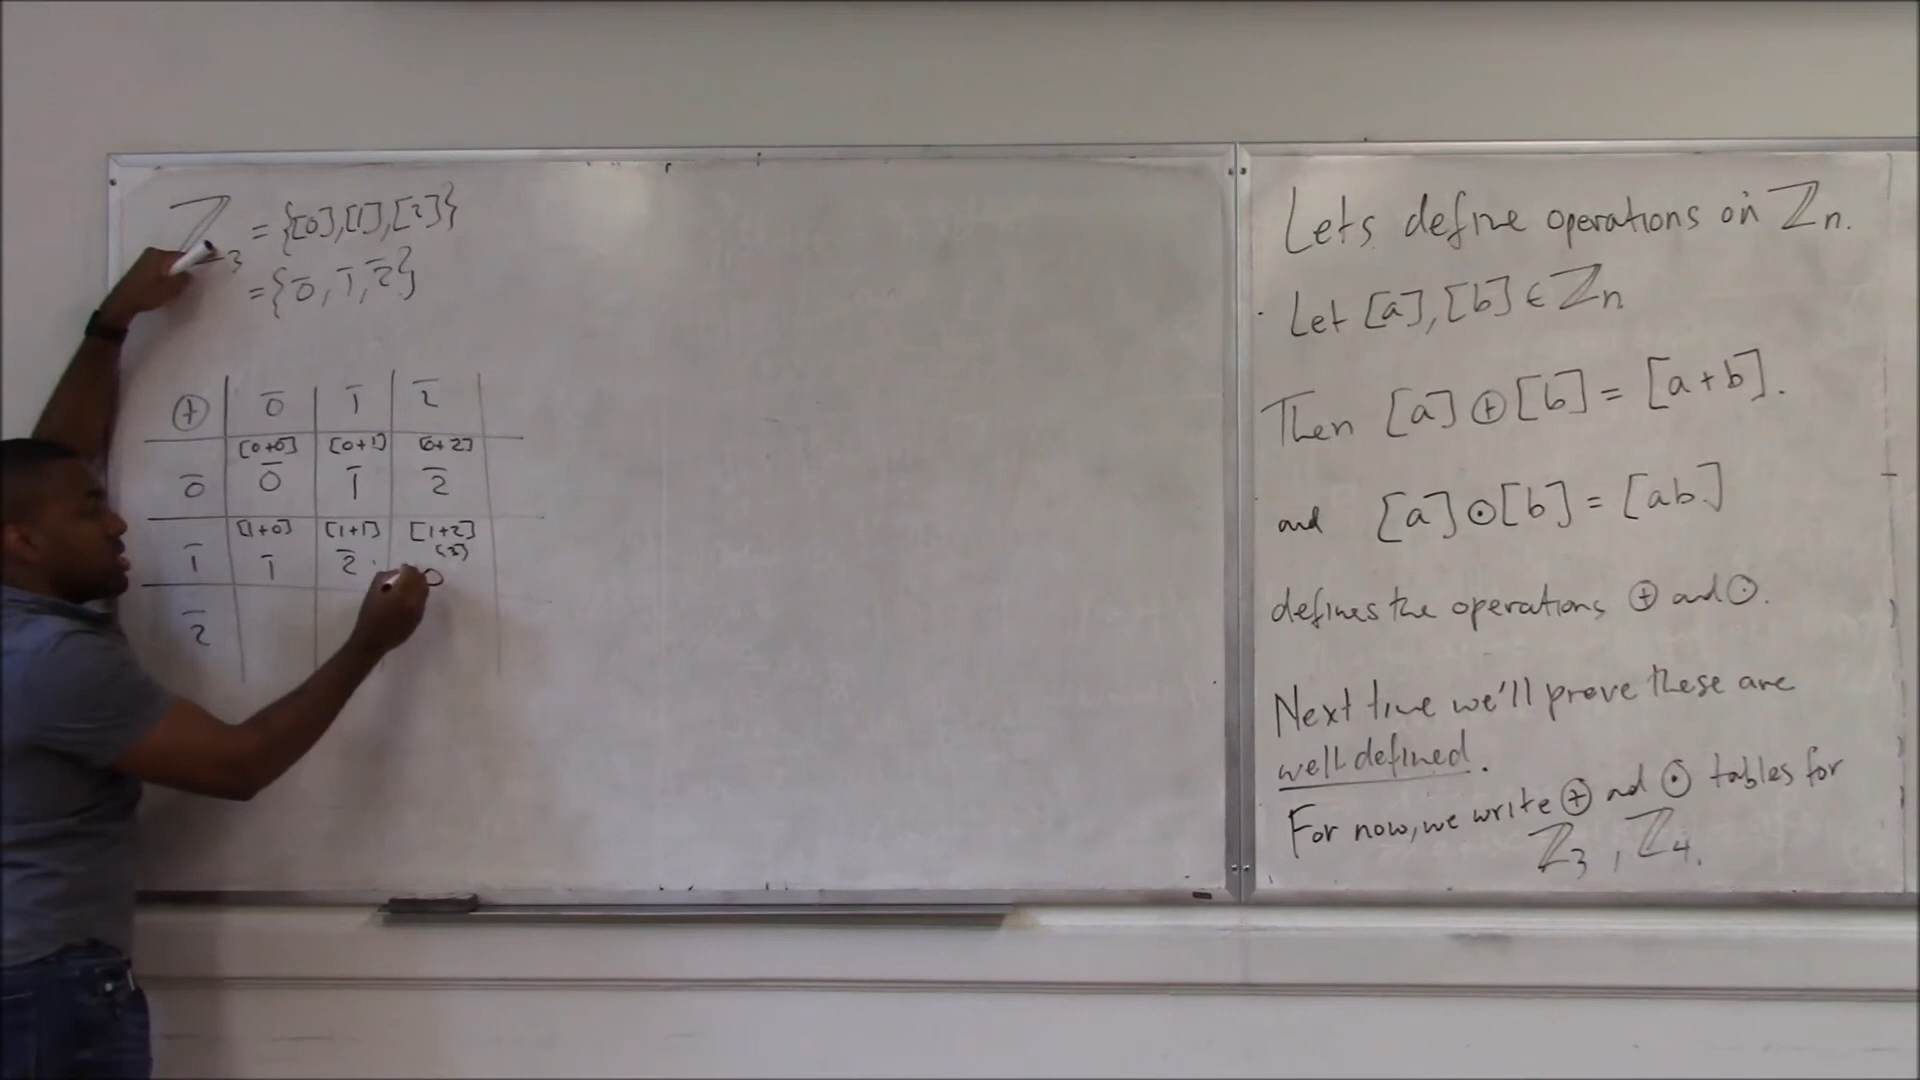 ℤ₃ = {[0],[1],[2]}
= {0̅, 1̅, 2̅}
⊕ 0̅ 1̅ 2̅
[0+0] [0+1] [0+2]
0̅ 0̅ 1̅ 2̅
[1+0] [1+1] [1+2]
[3]
1̅ 1̅ 2̅ 0
2̅
Lets define operations on ℤn.
Let [a], [b] ∈ ℤn
Then [a] ⊕ [b] = [a+b].
and [a] ⊙ [b] = [ab]
defines the operations ⊕ and ⊙.
Next time we'll prove these are
well defined.
For now, we write ⊕ and ⊙ tables for
ℤ₃, ℤ₄.